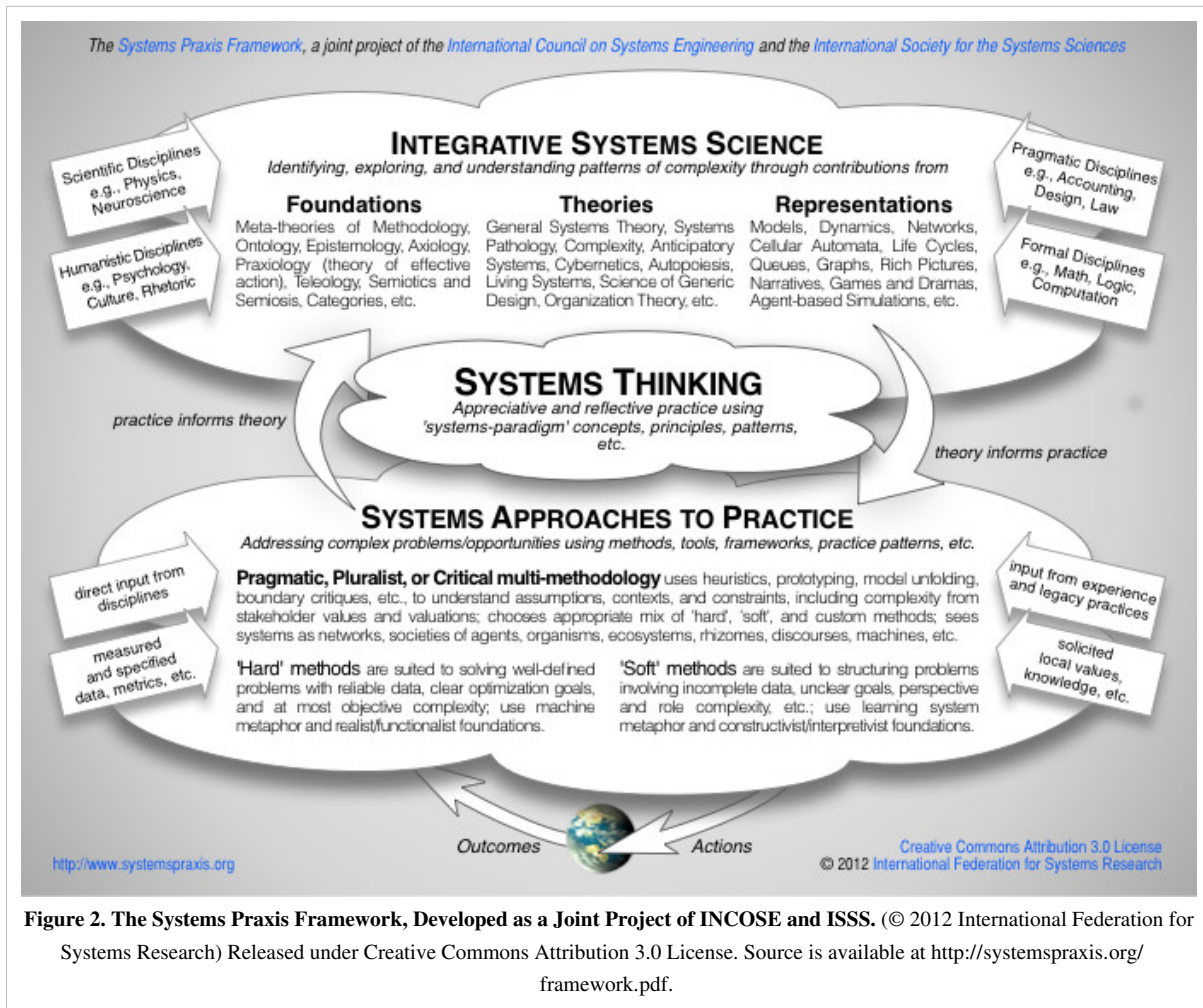 The Systems Praxis Framework, a joint project of the International Council on Systems Engineering and the International Society for the Systems Sciences
INTEGRATIVE SYSTEMS SCIENCE
Identifying, exploring, and understanding patterns of complexity through contributions from
Scientific Disciplines
e.g., Physics,
Neuroscience
Humanistic Disciplines
e.g., Psychology,
Culture, Rhetoric
Foundations
Meta-theories of Methodology,
Ontology, Epistemology, Axiology,
Praxiology (theory of effective
action), Teleology, Semiotics and
Semiosis, Categories, etc.
Theories
General Systems Theory, Systems
Pathology, Complexity, Anticipatory
Systems, Cybernetics, Autopoiesis,
Living Systems, Science of Generic
Design, Organization Theory, etc.
Representations
Models, Dynamics, Networks,
Cellular Automata, Life Cycles,
Queues, Graphs, Rich Pictures,
Narratives, Games and Dramas,
Agent-based Simulations, etc.
Pragmatic Disciplines
e.g., Accounting,
Design, Law
Formal Disciplines
e.g., Math, Logic,
Computation
SYSTEMS THINKING
Appreciative and reflective practice using
'systems-paradigm' concepts, principles, patterns,
etc.
practice informs theory
theory informs practice
SYSTEMS APPROACHES TO PRACTICE
Addressing complex problems/opportunities using methods, tools, frameworks, practice patterns, etc.
direct input from
disciplines
measured
and specified
data, metrics, etc.
Pragmatic, Pluralist, or Critical multi-methodology uses heuristics, prototyping, model unfolding,
boundary critiques, etc., to understand assumptions, contexts, and constraints, including complexity from
stakeholder values and valuations; chooses appropriate mix of 'hard', 'soft', and custom methods; sees
systems as networks, societies of agents, organisms, ecosystems, rhizomes, discourses, machines, etc.
'Hard' methods are suited to solving well-defined
problems with reliable data, clear optimization goals,
and at most objective complexity; use machine
metaphor and realist/functionalist foundations.
'Soft' methods are suited to structuring problems
involving incomplete data, unclear goals, perspective
and role complexity, etc.; use learning system
metaphor and constructivist/interpretivist foundations.
input from experience
and legacy practices
solicited
local values,
knowledge, etc.
Outcomes
Actions
http://www.systemspraxis.org
Creative Commons Attribution 3.0 License
© 2012 International Federation for Systems Research
Figure 2. The Systems Praxis Framework, Developed as a Joint Project of INCOSE and ISSS. (© 2012 International Federation for
Systems Research) Released under Creative Commons Attribution 3.0 License. Source is available at http://systemspraxis.org/
framework.pdf.